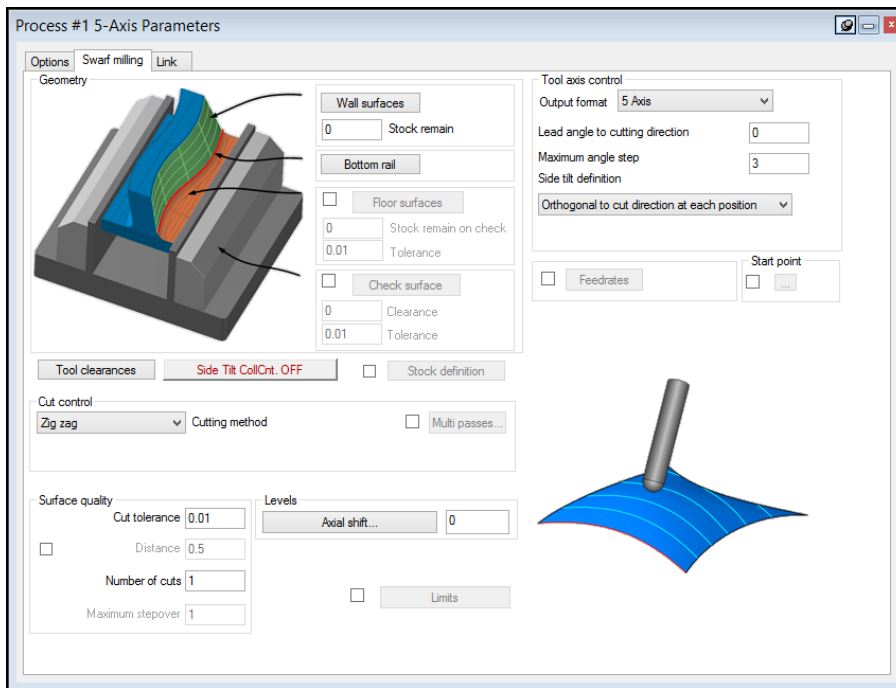 Process #1 5-Axis Parameters
Options Swarf milling Link
Geometry
Wall surfaces
0 Stock remain
Bottom rail
Floor surfaces
0 Stock remain on check
0.01 Tolerance
Check surface
0 Clearance
0.01 Tolerance
Tool axis control
Output format 5 Axis
Lead angle to cutting direction 0
Maximum angle step 3
Side tilt definition
Orthogonal to cut direction at each position
Feedrates
Start point
...
Tool clearances Side Tilt CollCnt. OFF Stock definition
Cut control
Zig zag Cutting method Multi passes...
Surface quality
Cut tolerance 0.01
Distance 0.5
Number of cuts 1
Maximum stepover 1
Levels
Axial shift... 0
Limits